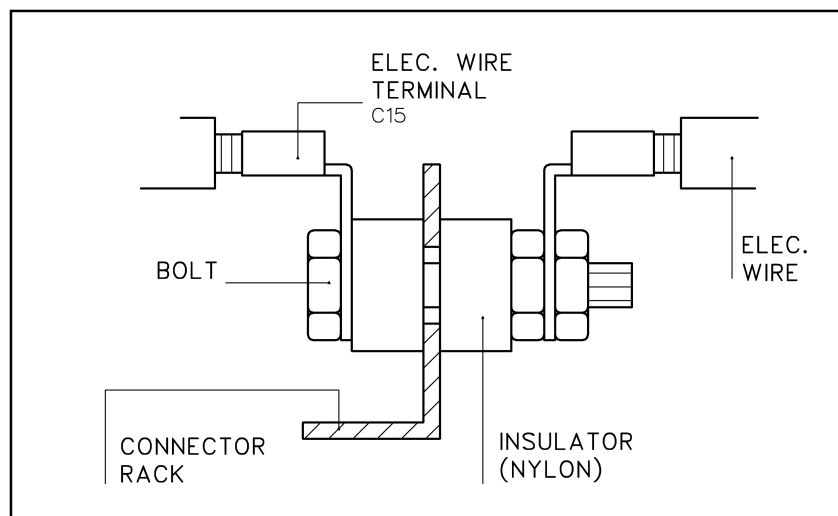 ELEC. WIRE
TERMINAL
C15
BOLT
ELEC.
WIRE
CONNECTOR
RACK
INSULATOR
(NYLON)